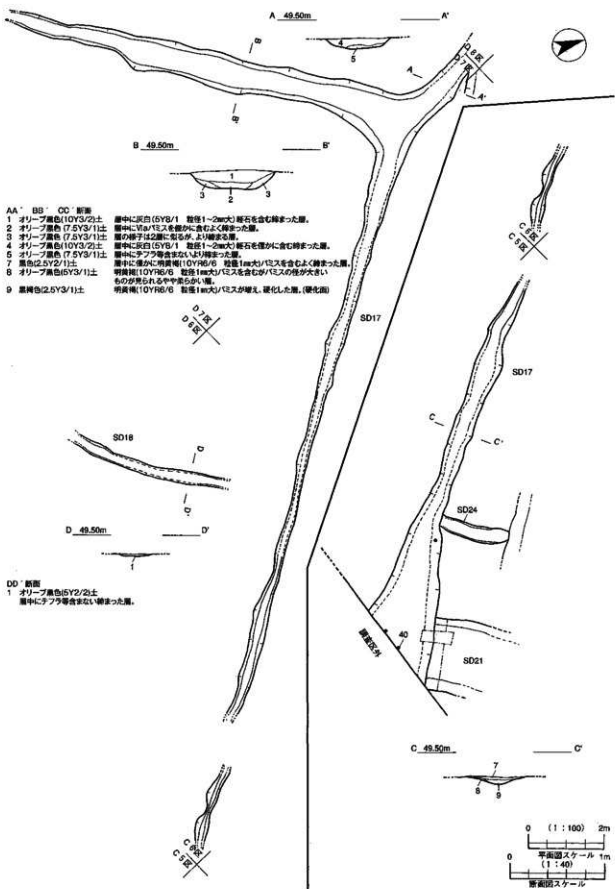 A 49.50m A'
4
5
B
B'
A
A'
D8区
D7区
B 49.50m B'
1
3 2 3
AA' BB' CC' 断面
1 オリーブ黒色(10Y3/2)土 層中に灰白(5Y8/1 粒径1~2mm大)軽石を含む締まった層。
2 オリーブ黒色(7.5Y3/1)土 層中にVlaパミスを僅かに含むよく締まった層。
3 オリーブ黒色(7.5Y3/1)土 層の様子は2層に似るが、より締まる層。
4 オリーブ黒色(10Y3/2)土 層中に灰白(5Y8/1 粒径1~2mm大)軽石を僅かに含む締まった層。
5 オリーブ黒色(7.5Y3/1)土 層中にテフラ等含まないより締まった層。
7 黒色(2.5Y2/1)土 層中に僅かに明黄褐(10YR6/6 粒径1mm大)パミスを含むよく締まった層。
8 オリーブ黒色(5Y3/1)土 明黄褐(10YR6/6 粒径1mm大)パミスを含むがパミスの径が大きい
ものが見られるやや柔らかい層。
9 黒褐色(2.5Y3/1)土 明黄褐(10YR6/6 粒径1mm大)パミスが増え、硬化した層。(硬化面)
C6区
C5区
D7区
D6区
SD17
SD17
C
C'
SD18
D
D'
SD24
D 49.50m D'
1
DD' 断面
1 オリーブ黒色(5Y2/2)土
層中にテフラ等含まない締まった層。
40
調査区外
SD21
C 49.50m C'
7
8 9
C6区
C5区
0 (1:100) 2m
平面図スケール
0 (1:40) 1m
断面図スケール